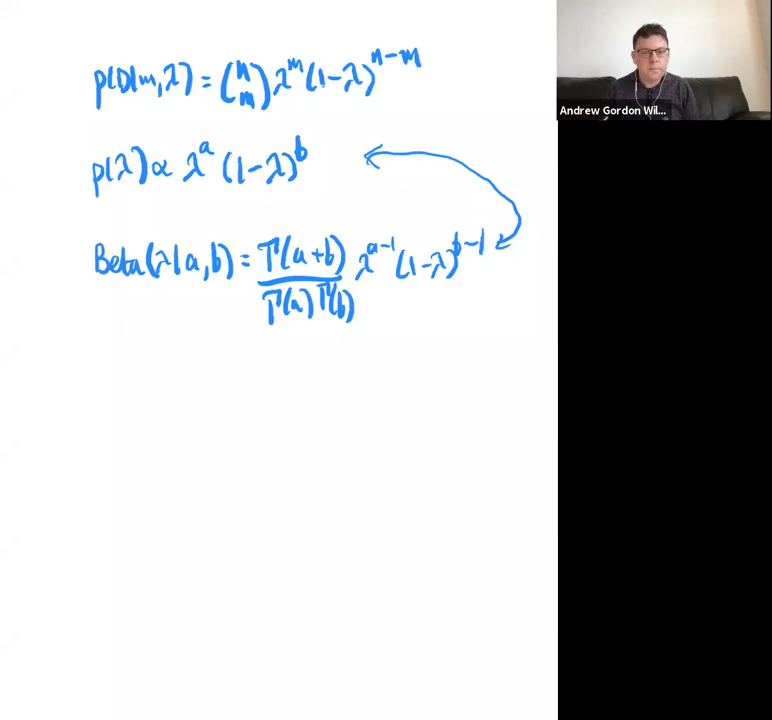 p(D|m,λ) = (n m) λ^m (1-λ)^{n-m}
p(λ) ∝ λ^a (1-λ)^b
Beta(λ|a,b) = Γ(a+b) / Γ(a)Γ(b) λ^{a-1} (1-λ)^{b-1}
Andrew Gordon Wil...